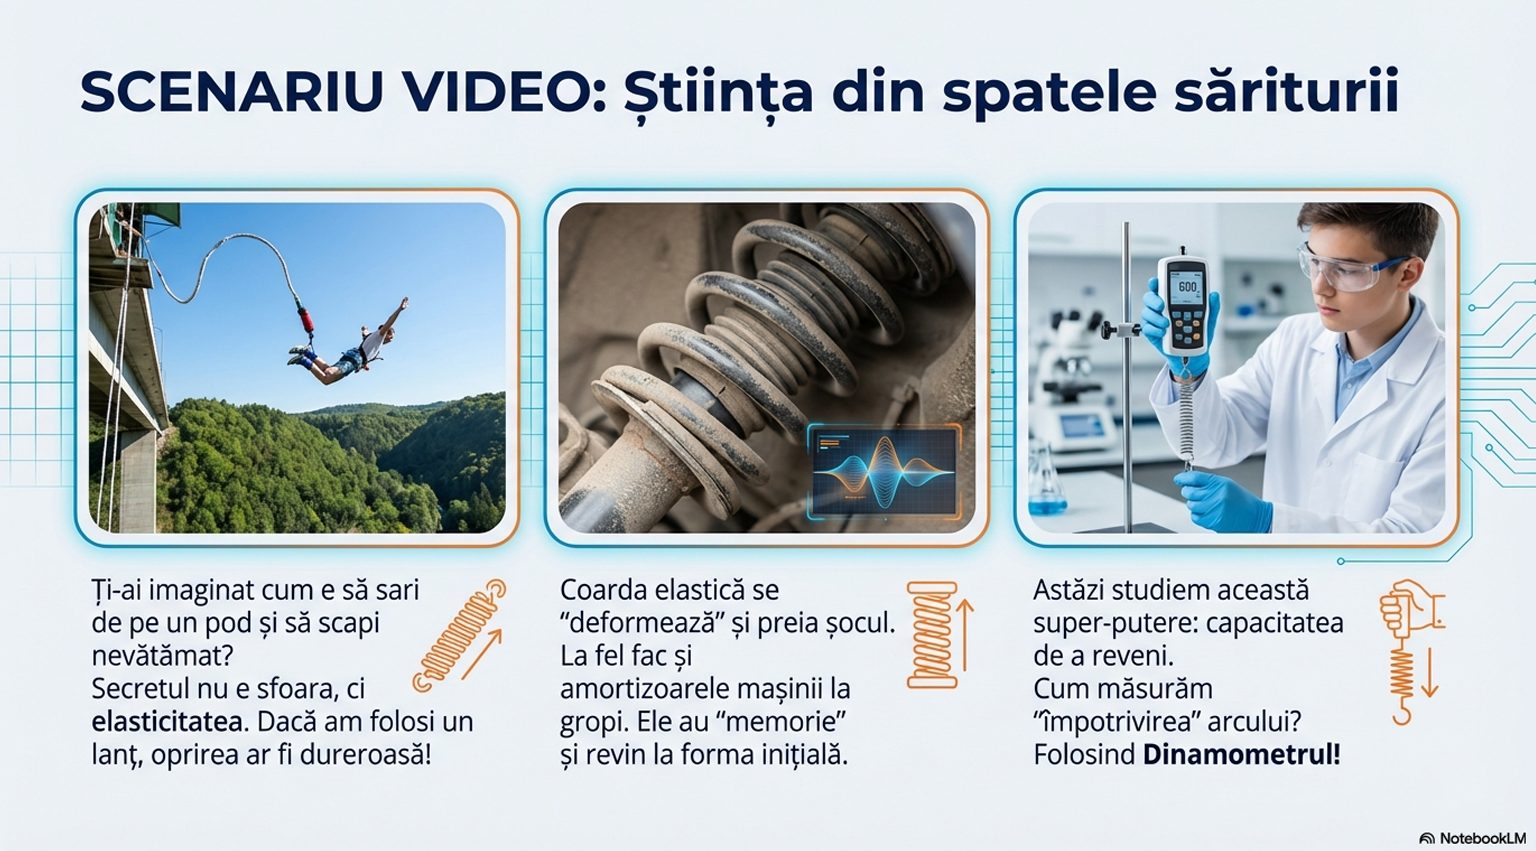 SCENARIU VIDEO: Știința din spatele săriturii
600
Ți-ai imaginat cum e să sari
de pe un pod și să scapi
nevătămat?
Secretul nu e sfoara, ci
elasticitatea. Dacă am folosi un
lanț, oprirea ar fi dureroasă!
Coarda elastică se
“deformează” și preia șocul.
La fel fac și
amortizoarele mașinii la
gropi. Ele au “memorie”
și revin la forma inițială.
Astăzi studiem această
super-putere: capacitatea
de a reveni.
Cum măsurăm
“împotrivirea” arcului?
Folosind Dinamometrul!
NotebookLM